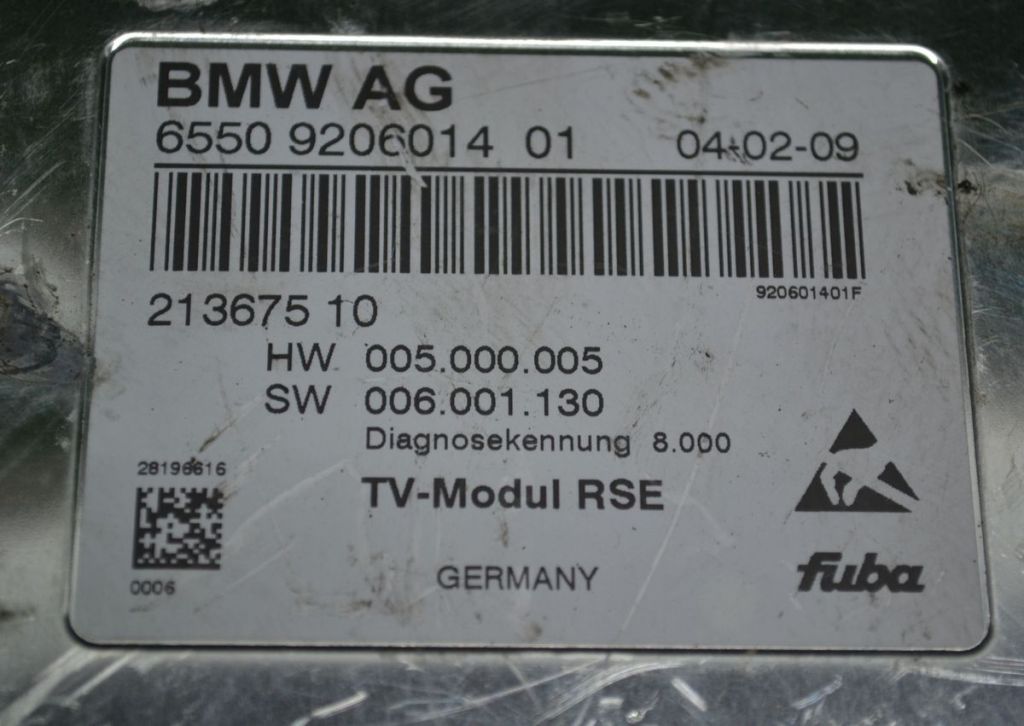 BMW AG
6550 9206014 01 04-02-09
920601401F
213675 10
HW 005.000.005
SW 006.001.130
Diagnosekennung 8.000
28196616
TV-Modul RSE
0006
GERMANY
fuba